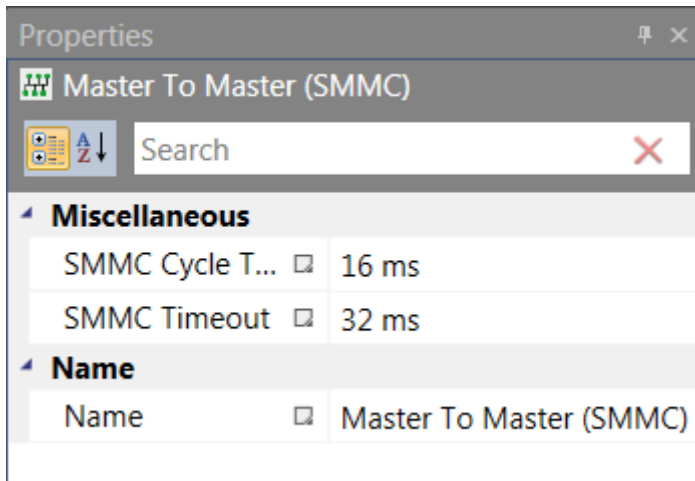 Properties
Master To Master (SMMC)
Search
Miscellaneous
SMMC Cycle T... 16 ms
SMMC Timeout 32 ms
Name
Name Master To Master (SMMC)